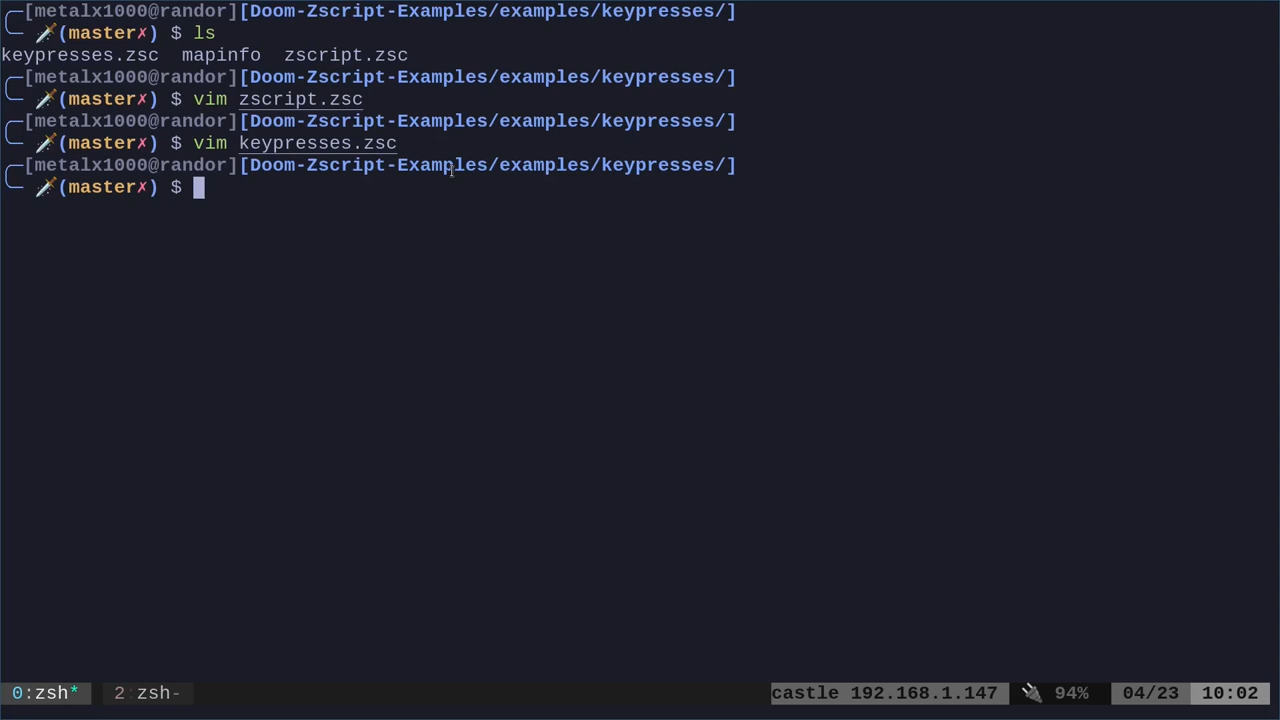 [metalx1000@randor][Doom-Zscript-Examples/examples/keypresses/]
(master✗) $ ls
keypresses.zsc  mapinfo  zscript.zsc
[metalx1000@randor][Doom-Zscript-Examples/examples/keypresses/]
(master✗) $ vim zscript.zsc
[metalx1000@randor][Doom-Zscript-Examples/examples/keypresses/]
(master✗) $ vim keypresses.zsc
[metalx1000@randor][Doom-Zscript-Examples/examples/keypresses/]
(master✗) $
0:zsh* 2 zsh- castle 192.168.1.147 94% 04/23 10:02